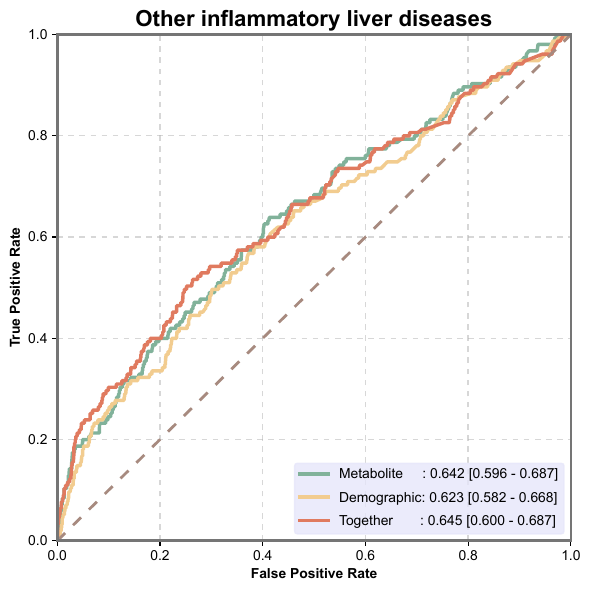 Other inflammatory liver diseases
1.0
0.8
0.6
0.4
0.2
0.0
True Positive Rate
Metabolite : 0.642 [0.596 - 0.687]
Demographic: 0.623 [0.582 - 0.668]
Together : 0.645 [0.600 - 0.687]
0.0 0.2 0.4 0.6 0.8 1.0
False Positive Rate